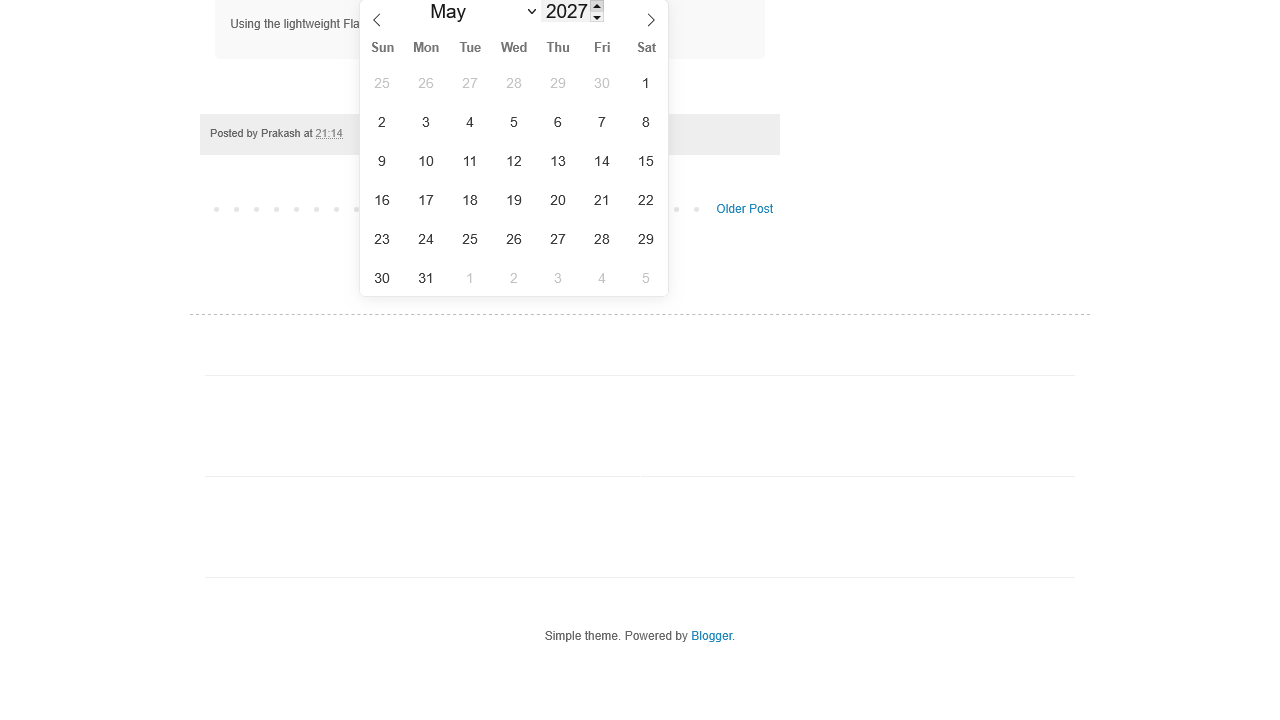 Using the lightweight Fla
May 2027
Sun Mon Tue Wed Thu Fri Sat
25 26 27 28 29 30 1
2 3 4 5 6 7 8
9 10 11 12 13 14 15
16 17 18 19 20 21 22
23 24 25 26 27 28 29
30 31 1 2 3 4 5
Posted by Prakash at 21:14
Older Post
Simple theme. Powered by Blogger.